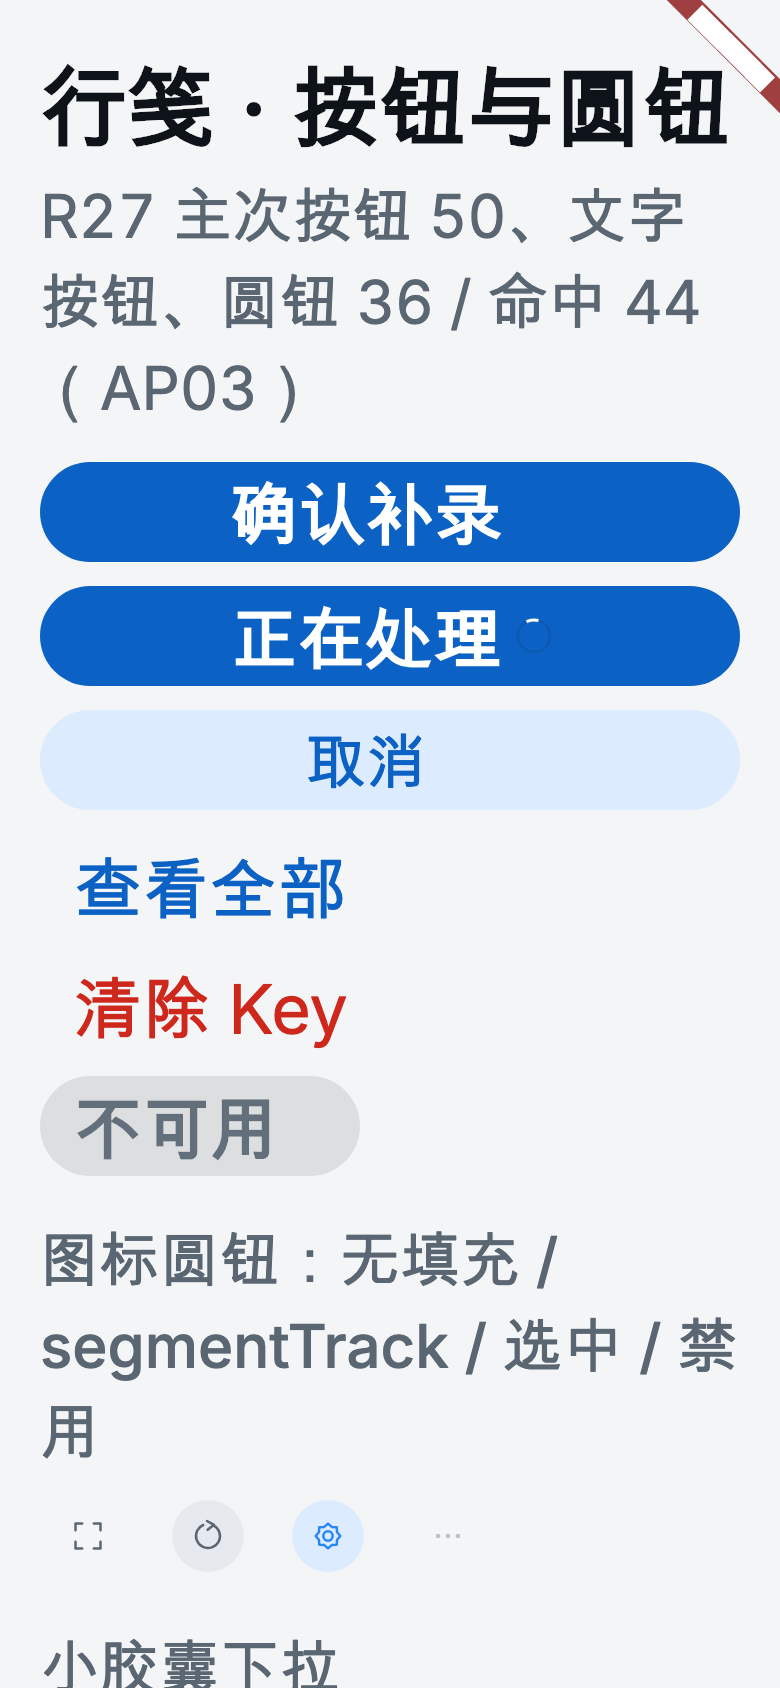 行笺 · 按钮与圆钮
R27 主次按钮 50、文字
按钮、圆钮 36 / 命中 44
（ AP03 ）
确认补录
正在处理
取消
查看全部
清除 Key
不可用
图标圆钮：无填充 /
segmentTrack / 选中 / 禁
用
小胶囊下拉